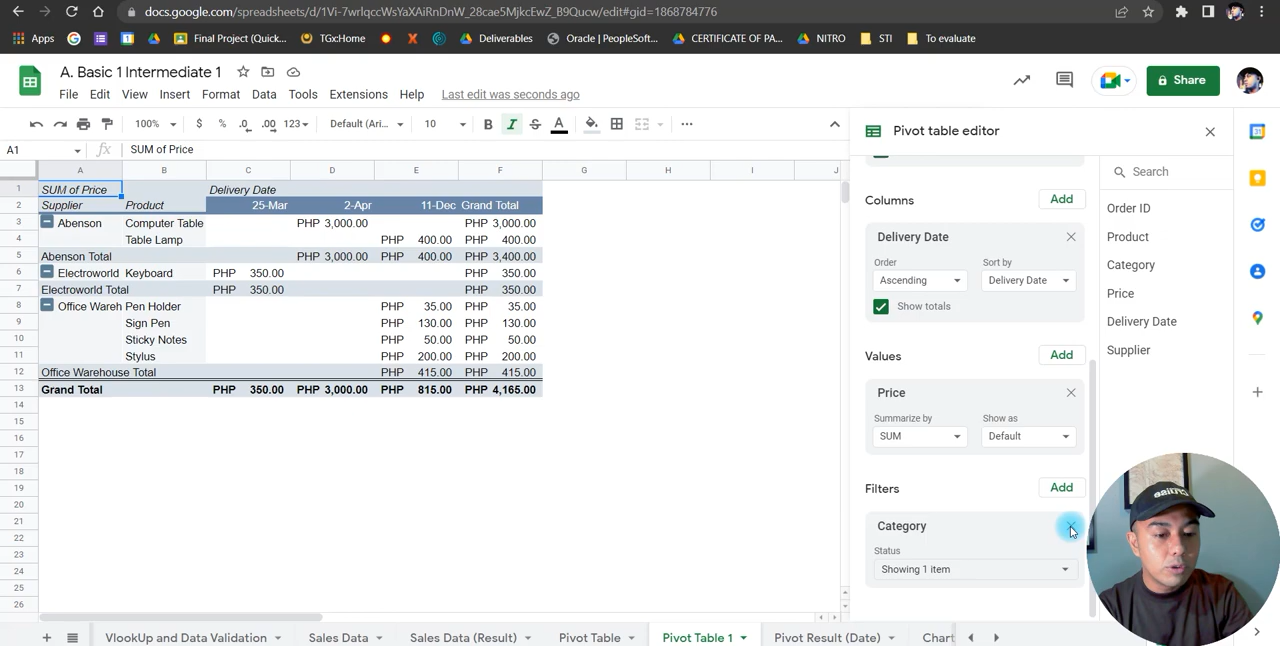 docs.google.com/spreadsheets/d/1Vi-7wrlqccWsYaXAiRnDnW_28cae5MjkcEwZ_B9Qucw/edit#gid=1868784776
Apps Final Project (Quick... TGx:Home Deliverables Oracle | PeopleSoft... CERTIFICATE OF PA... NITRO STI To evaluate
A. Basic 1 Intermediate 1
File Edit View Insert Format Data Tools Extensions Help Last edit was seconds ago
Share
100% $ % .0 .00 123 Default (Ari... 10 B I S A
A1 fx SUM of Price
A B C D E F G H I J
1 SUM of Price Delivery Date
2 Supplier Product 25-Mar 2-Apr 11-Dec Grand Total
3 Abenson Computer Table PHP 3,000.00 PHP 3,000.00
4 Table Lamp PHP 400.00 PHP 400.00
5 Abenson Total PHP 3,000.00 PHP 400.00 PHP 3,400.00
6 Electroworld Keyboard PHP 350.00 PHP 350.00
7 Electroworld Total PHP 350.00 PHP 350.00
8 Office Wareh Pen Holder PHP 35.00 PHP 35.00
9 Sign Pen PHP 130.00 PHP 130.00
10 Sticky Notes PHP 50.00 PHP 50.00
11 Stylus PHP 200.00 PHP 200.00
12 Office Warehouse Total PHP 415.00 PHP 415.00
13 Grand Total PHP 350.00 PHP 3,000.00 PHP 815.00 PHP 4,165.00
14
15
16
17
18
19
20
21
22
23
24
25
26
Pivot table editor
Columns Add
Delivery Date
Order Sort by
Ascending Delivery Date
Show totals
Values Add
Price
Summarize by Show as
SUM Default
Filters Add
Category
Status
Showing 1 item
Search
Order ID
Product
Category
Price
Delivery Date
Supplier
VlookUp and Data Validation Sales Data Sales Data (Result) Pivot Table Pivot Table 1 Pivot Result (Date) Chart